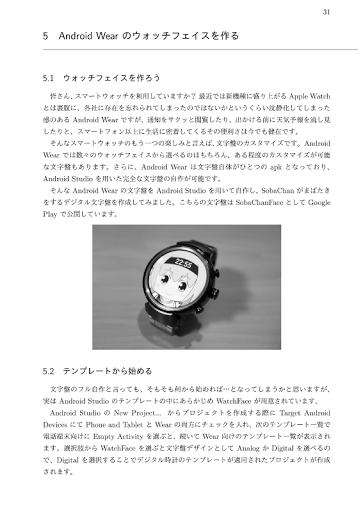 31
5 Android Wear のウォッチフェイスを作る
5.1 ウォッチフェイスを作ろう
皆さん、スマートウォッチを利用していますか？最近では新機種に盛り上がる Apple Watch
とは裏腹に、各社に存在を忘れられてしまったのではないかというくらい沈静化してしまった
感のある Android Wear ですが、通知をサクッと閲覧したり、出かける前に天気予報を流し見
したりと、スマートフォン以上に生活に密着してくるその便利さは今でも健在です。
そんなスマートウォッチのもう一つの楽しみと言えば、文字盤のカスタマイズです。Android
Wear では数々のウォッチフェイスから選べるのはもちろん、ある程度のカスタマイズが可能
な文字盤もあります。さらに、Android Wear は文字盤自体がひとつの apk となっており、
Android Studio を用いた完全な文字盤の自作が可能です。
そんな Android Wear の文字盤を Android Studio を用いて自作し、SobaChan がまばたき
をするデジタル文字盤を作成してみました。こちらの文字盤は SobaChanFace として Google
Play で公開しています。
22:55
5.2 テンプレートから始める
文字盤のフル自作と言っても、そもそも何から始めれば…となってしまうかと思いますが、
実は Android Studio のテンプレートの中にあらかじめ WatchFace が用意されています。
Android Studio の New Project... からプロジェクトを作成する際に Target Android
Devices にて Phone and Tablet と Wear の両方にチェックを入れ、次のテンプレート一覧で
電話端末向けに Empty Activity を選ぶと、続いて Wear 向けのテンプレート一覧が表示され
ます。選択肢から WatchFace を選ぶと文字盤デザインとして Analog か Digital を選べるの
で、Digital を選択することでデジタル時計のテンプレートが適用されたプロジェクトが作成
されます。